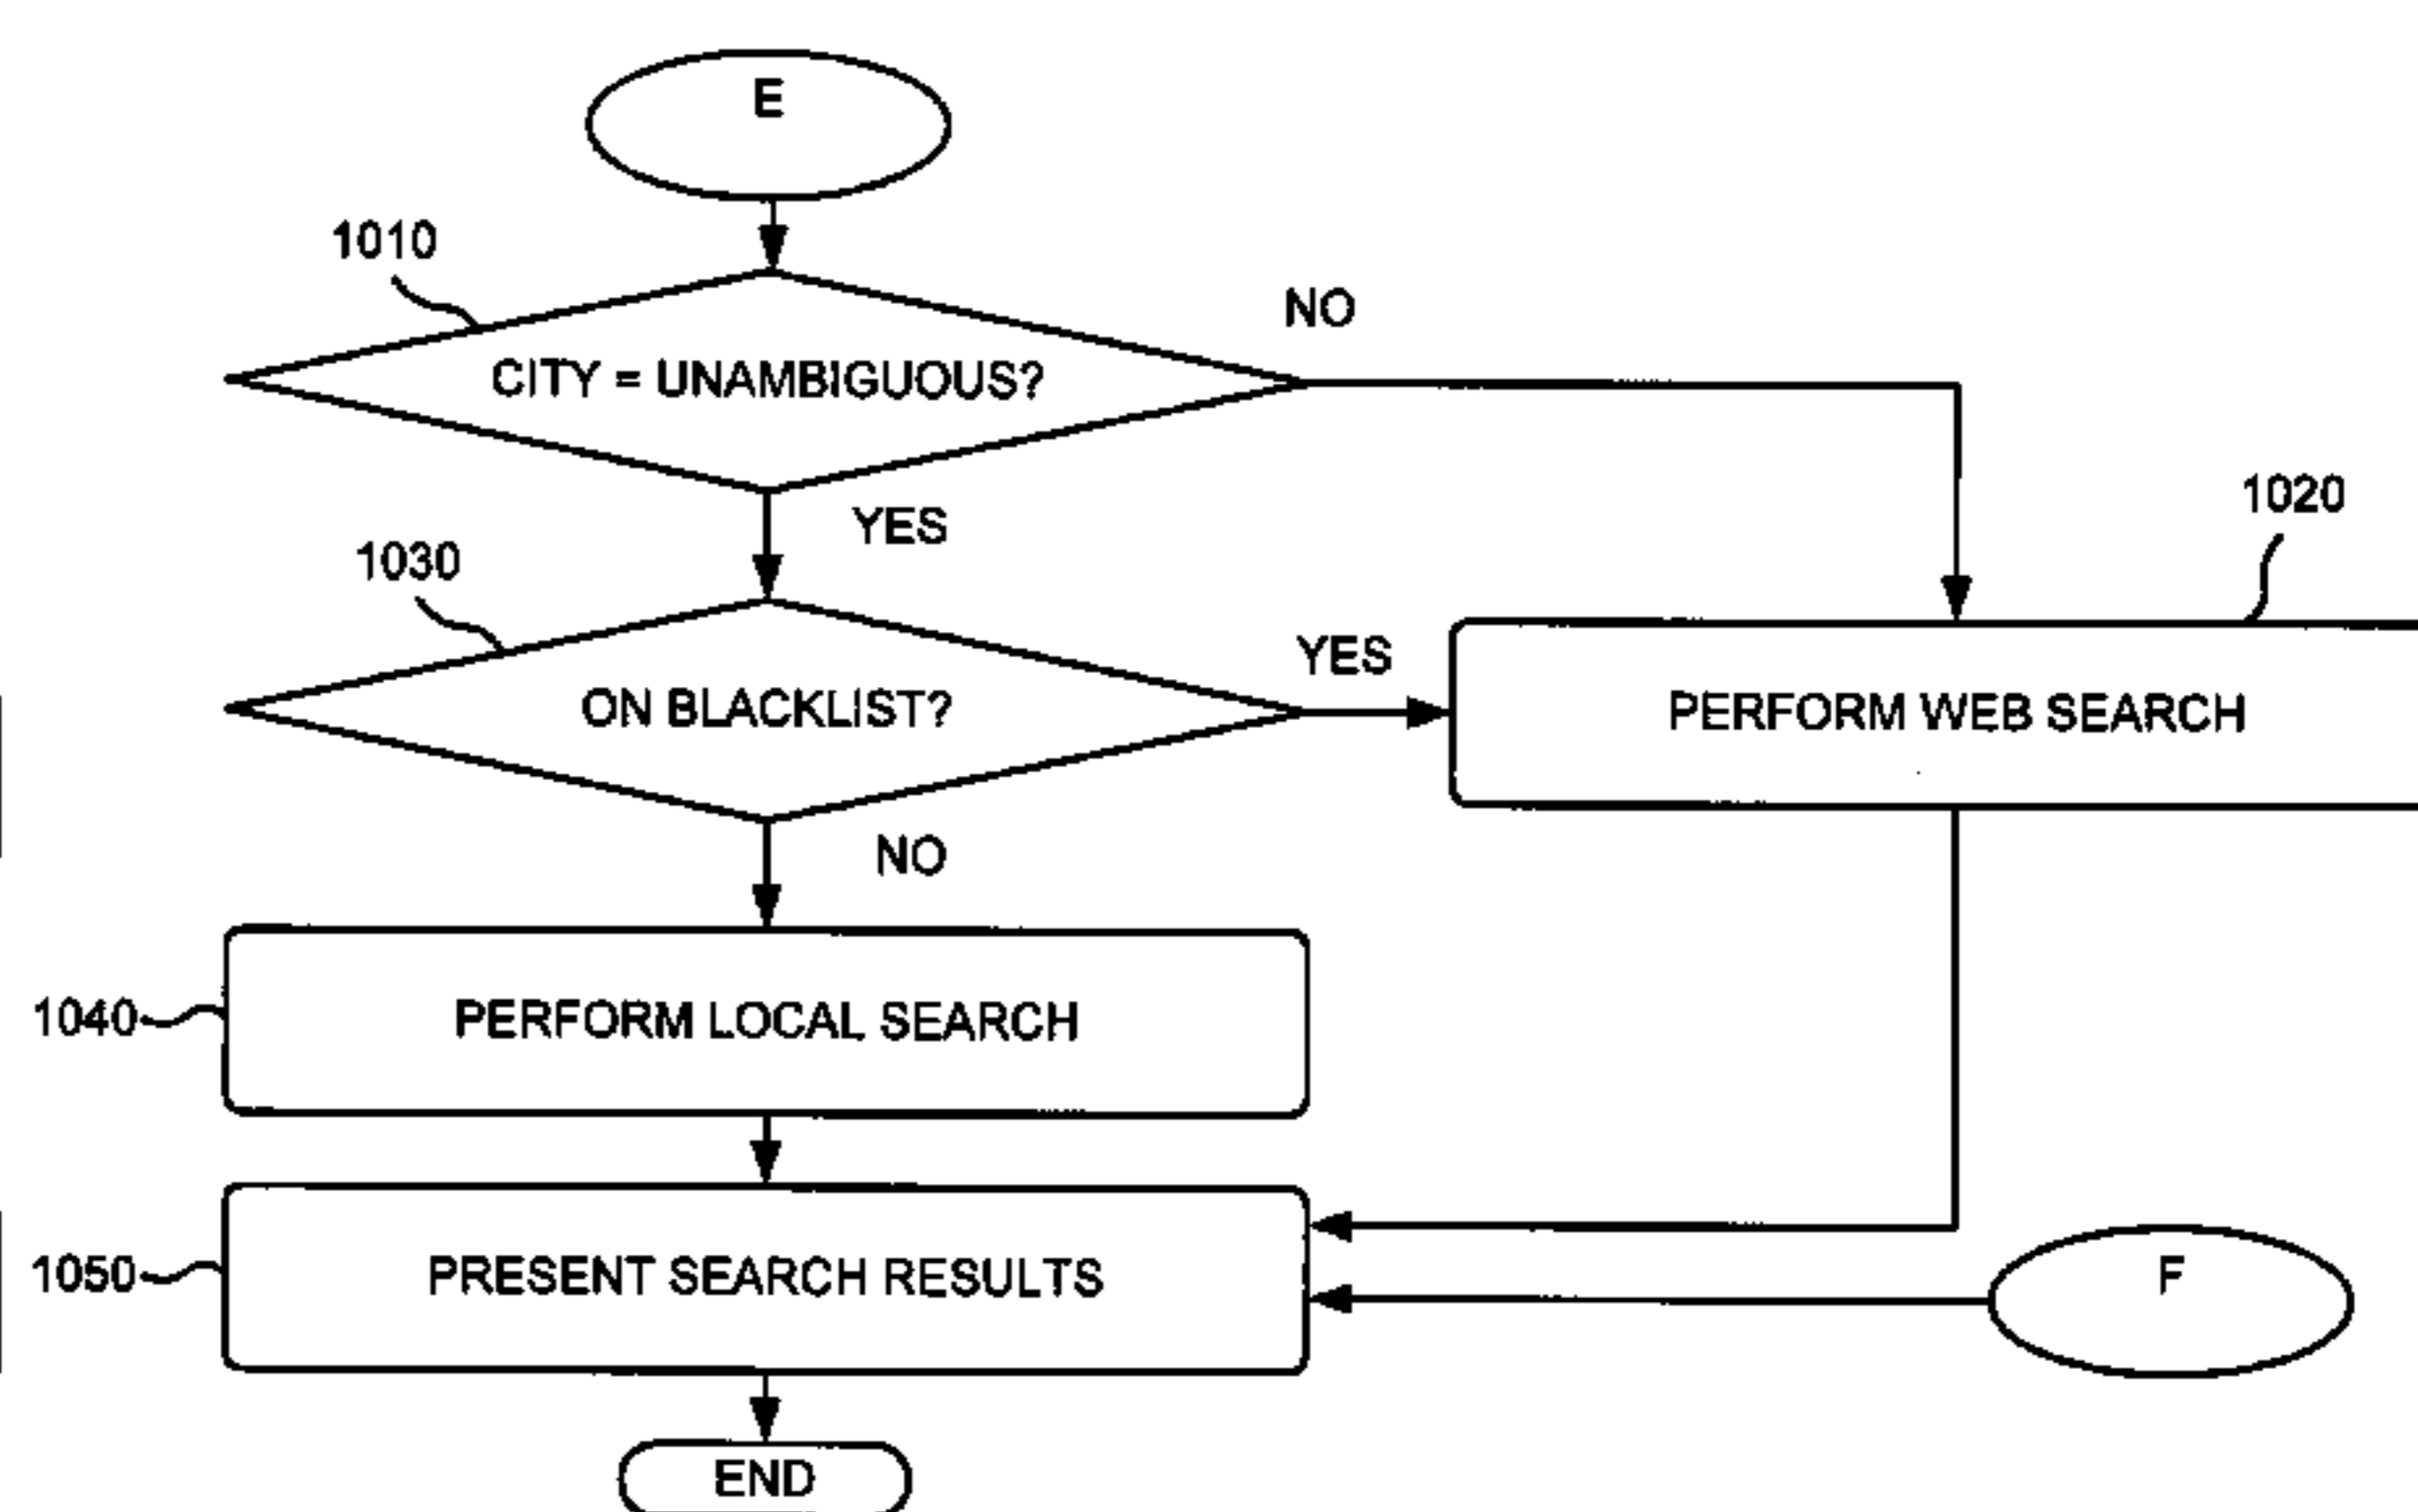 E
1010
NO
CITY = UNAMBIGUOUS?
1020
YES
1030
YES
ON BLACKLIST?
PERFORM WEB SEARCH
NO
1040
PERFORM LOCAL SEARCH
1050
PRESENT SEARCH RESULTS
F
END